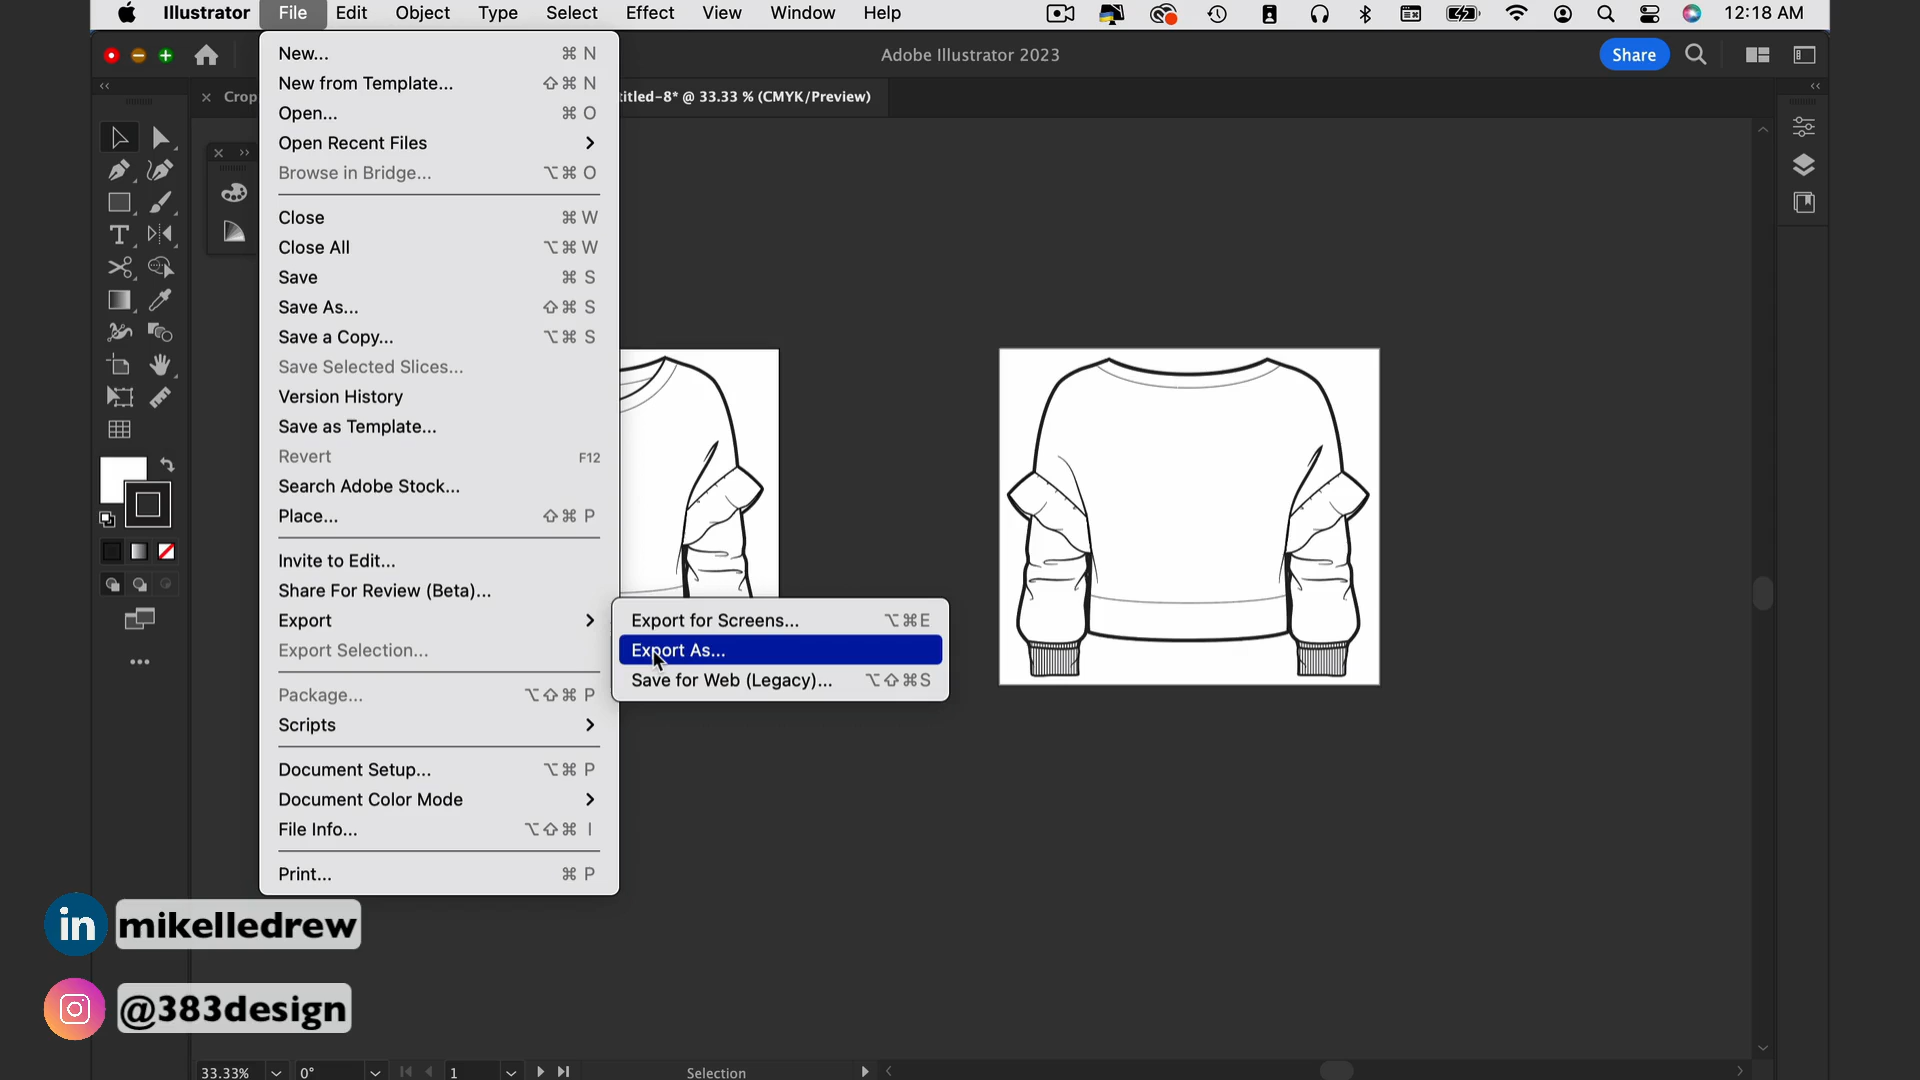 Illustrator File Edit Object Type Select Effect View Window Help 12:18 AM
Adobe Illustrator 2023 Share
Crop
titled-8* @ 33.33 % (CMYK/Preview)
New... ⌘ N
New from Template... ⇧⌘ N
Open... ⌘ O
Open Recent Files
Browse in Bridge... ⌥⌘ O
Close ⌘ W
Close All ⌥⌘ W
Save ⌘ S
Save As... ⇧⌘ S
Save a Copy... ⌥⌘ S
Save Selected Slices...
Version History
Save as Template...
Revert F12
Search Adobe Stock...
Place... ⇧⌘ P
Invite to Edit...
Share For Review (Beta)...
Export
Export Selection...
Package... ⌥⇧⌘ P
Scripts
Document Setup... ⌥⌘ P
Document Color Mode
File Info... ⌥⇧⌘ I
Print... ⌘ P
Export for Screens... ⌥⌘E
Export As...
Save for Web (Legacy)... ⌥⇧⌘S
in mikelledrew
@383design
33.33% 0° 1 Selection